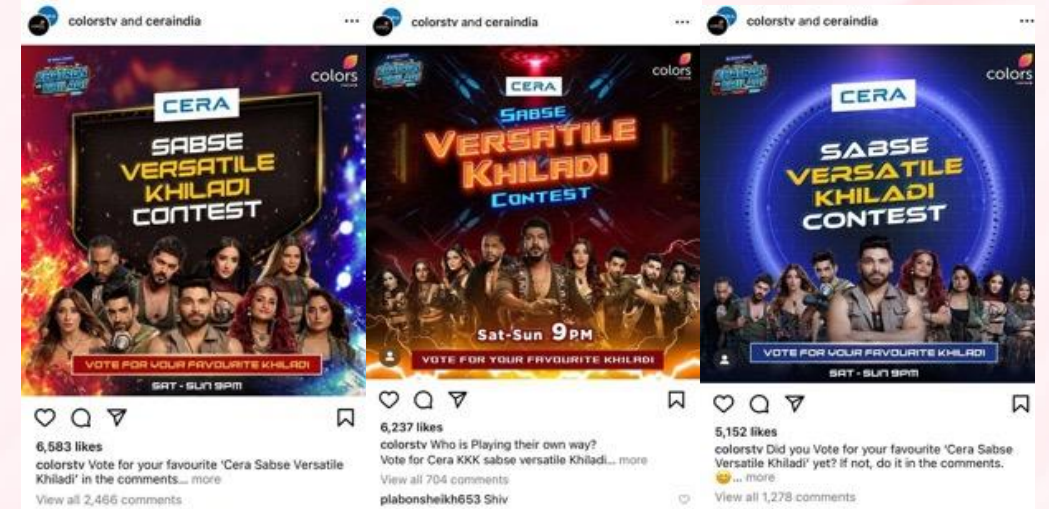 colorstv and ceraindia
colors
CERA
SABSE
VERSATILE
KHILADI
CONTEST
VOTE FOR YOUR FAVOURITE KHILADI
SAT - SUN 9PM
6,583 likes
colorstv Vote for your favourite 'Cera Sabse Versatile
Khiladi' in the comments... more
View all 2,466 comments
colorstv and ceraindia
colors
CERA
SABSE
VERSATILE
KHILADI
CONTEST
Sat-Sun 9PM
VOTE FOR YOUR FAVOURITE KHILADI
6,237 likes
colorstv Who is Playing their own way?
Vote for Cera KKK sabse versatile Khiladi... more
View all 704 comments
plabonsheikh653 Shiv
colorstv and ceraindia
colors
CERA
SABSE
VERSATILE
KHILADI
CONTEST
VOTE FOR YOUR FAVOURITE KHILADI
SAT - SUN 9PM
5,152 likes
colorstv Did you Vote for your favourite 'Cera Sabse
Versatile Khiladi' yet? If not, do it in the comments.
😄... more
View all 1,278 comments